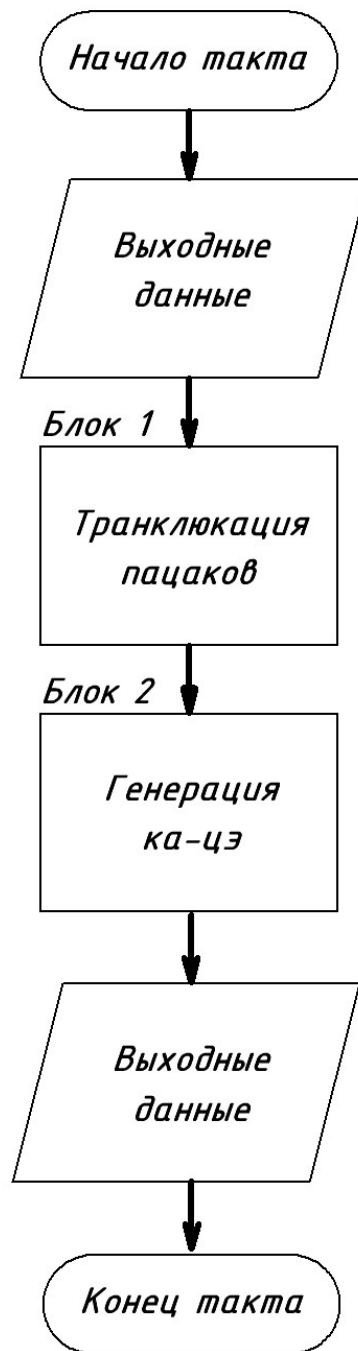 Начало такта
Выходные
данные
Блок 1
Транклюкация
пацаков
Блок 2
Генерация
ка-цэ
Выходные
данные
Конец такта